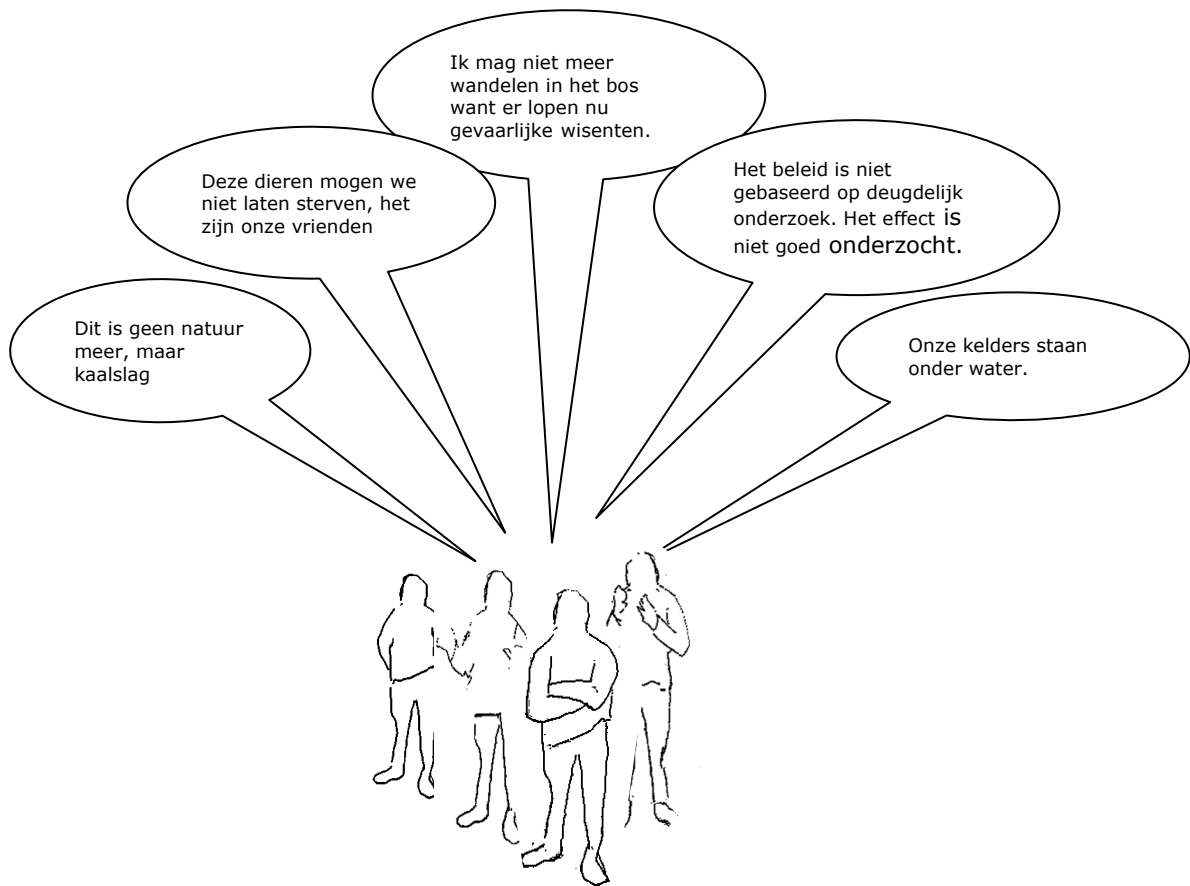 Ik mag niet meer
wandelen in het bos
want er lopen nu
gevaarlijke wisenten.
Deze dieren mogen we
niet laten sterven, het
zijn onze vrienden
Het beleid is niet
gebaseerd op deugdelijk
onderzoek. Het effect is
niet goed onderzocht.
Dit is geen natuur
meer, maar
kaalslag
Onze kelders staan
onder water.